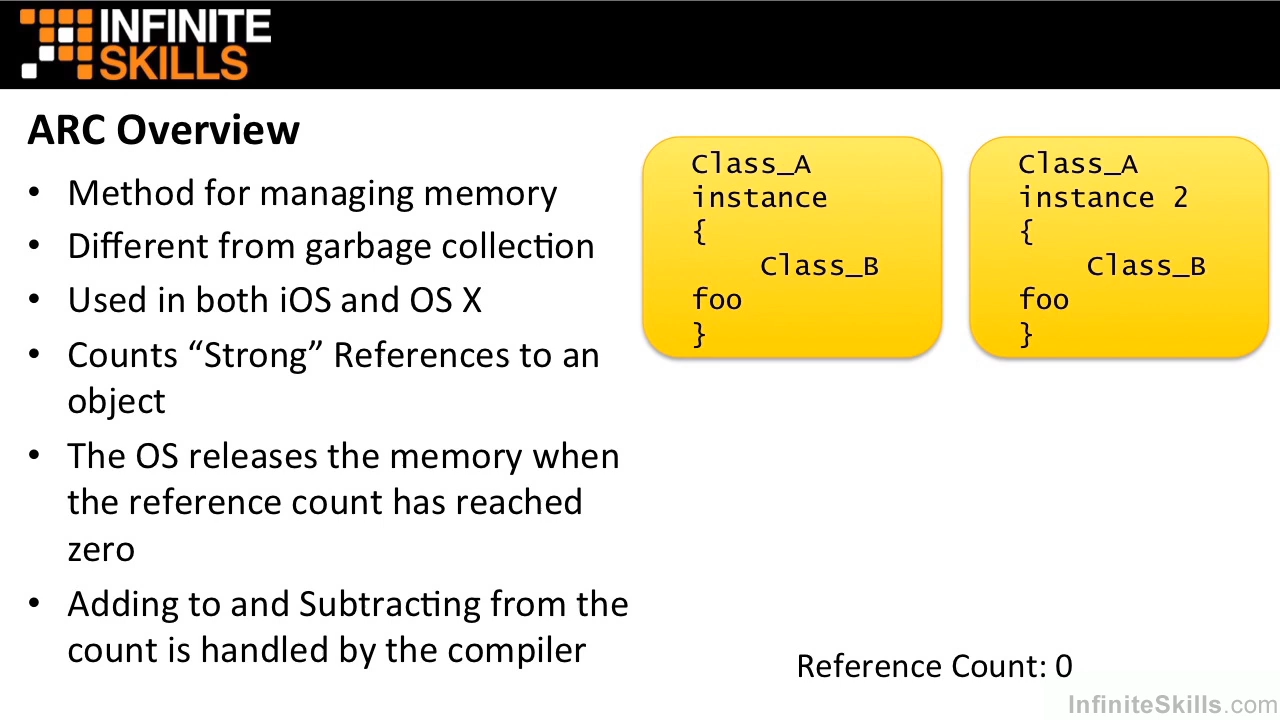 INFINITE
SKILLS
ARC Overview
• Method for managing memory
• Different from garbage collection
• Used in both iOS and OS X
• Counts “Strong” References to an
object
• The OS releases the memory when
the reference count has reached
zero
• Adding to and Subtracting from the
count is handled by the compiler
Class_A
instance
{
    Class_B
foo
}
Class_A
instance 2
{
    Class_B
foo
}
Reference Count: 0
InfiniteSkills.com